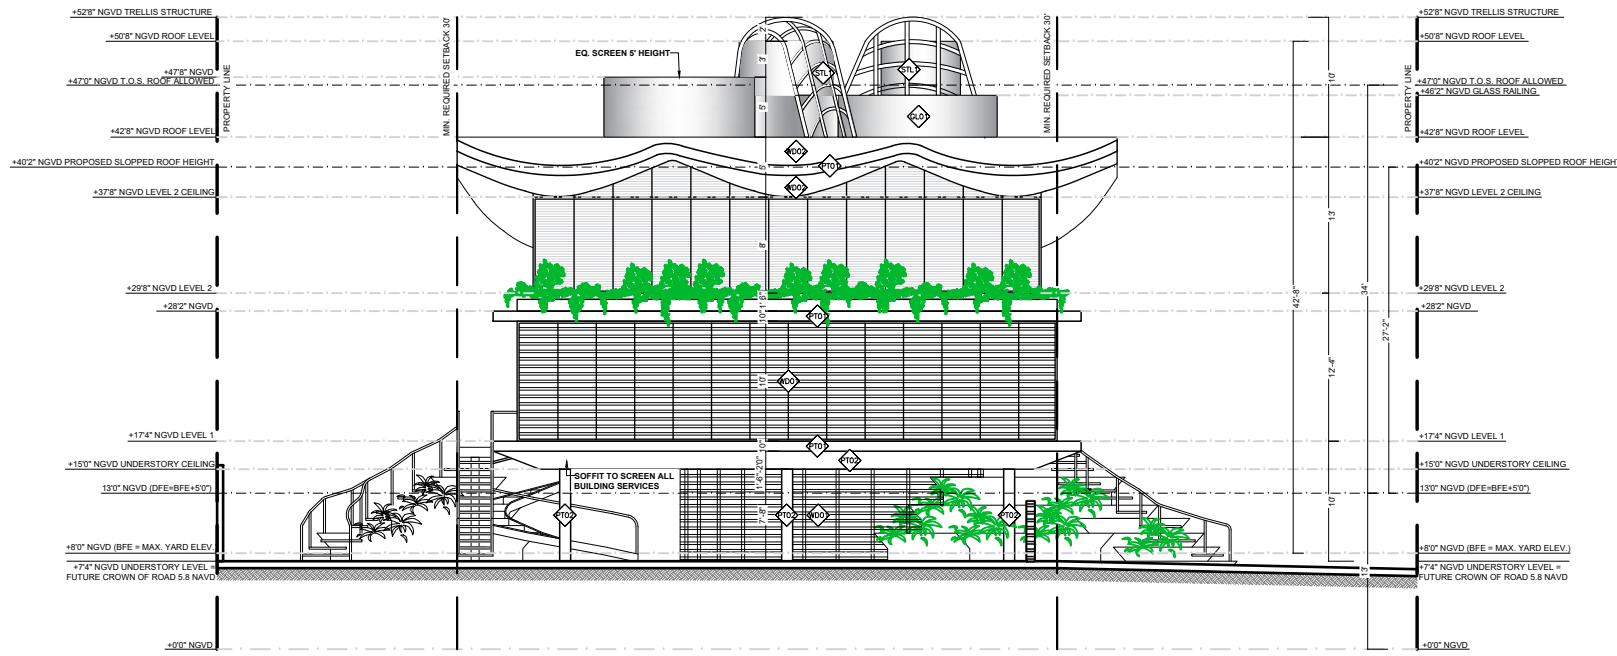 +52'8" NGVD TRELLIS STRUCTURE
+50'8" NGVD ROOF LEVEL
+47'8" NGVD
+47'0" NGVD T.O.S. ROOF ALLOWED
+42'8" NGVD ROOF LEVEL
+40'2" NGVD PROPOSED SLOPPED ROOF HEIGHT
+37'8" NGVD LEVEL 2 CEILING
+29'8" NGVD LEVEL 2
+28'2" NGVD
+17'4" NGVD LEVEL 1
+15'0" NGVD UNDERSTORY CEILING
13'0" NGVD (DFE=BFE+5'0")
+8'0" NGVD (BFE = MAX. YARD ELEV.
+7'4" NGVD UNDERSTORY LEVEL =
FUTURE CROWN OF ROAD 5.8 NAVD
+0'0" NGVD
PROPERTY LINE
MIN. REQUIRED SETBACK 30'
EQ. SCREEN 5' HEIGHT
STL1
STL1
GL01
WD02
PT01
WD02
PT01
WD01
PT01
PT02
SOFFIT TO SCREEN ALL
BUILDING SERVICES
PT02
PT02
WD01
PT02
2'
3'
5'
5'
8'
10'
10"
7'-8"
MIN. REQUIRED SETBACK 30'
10'
13'
12'-4"
10'
42'-8"
34'
13'
27'-2"
PROPERTY LINE
+52'8" NGVD TRELLIS STRUCTURE
+50'8" NGVD ROOF LEVEL
+47'0" NGVD T.O.S. ROOF ALLOWED
+46'2" NGVD GLASS RAILING
+42'8" NGVD ROOF LEVEL
+40'2" NGVD PROPOSED SLOPPED ROOF HEIGHT
+37'8" NGVD LEVEL 2 CEILING
+29'8" NGVD LEVEL 2
+28'2" NGVD
+17'4" NGVD LEVEL 1
+15'0" NGVD UNDERSTORY CEILING
13'0" NGVD (DFE=BFE+5'0")
+8'0" NGVD (BFE = MAX. YARD ELEV.)
+7'4" NGVD UNDERSTORY LEVEL =
FUTURE CROWN OF ROAD 5.8 NAVD
+0'0" NGVD